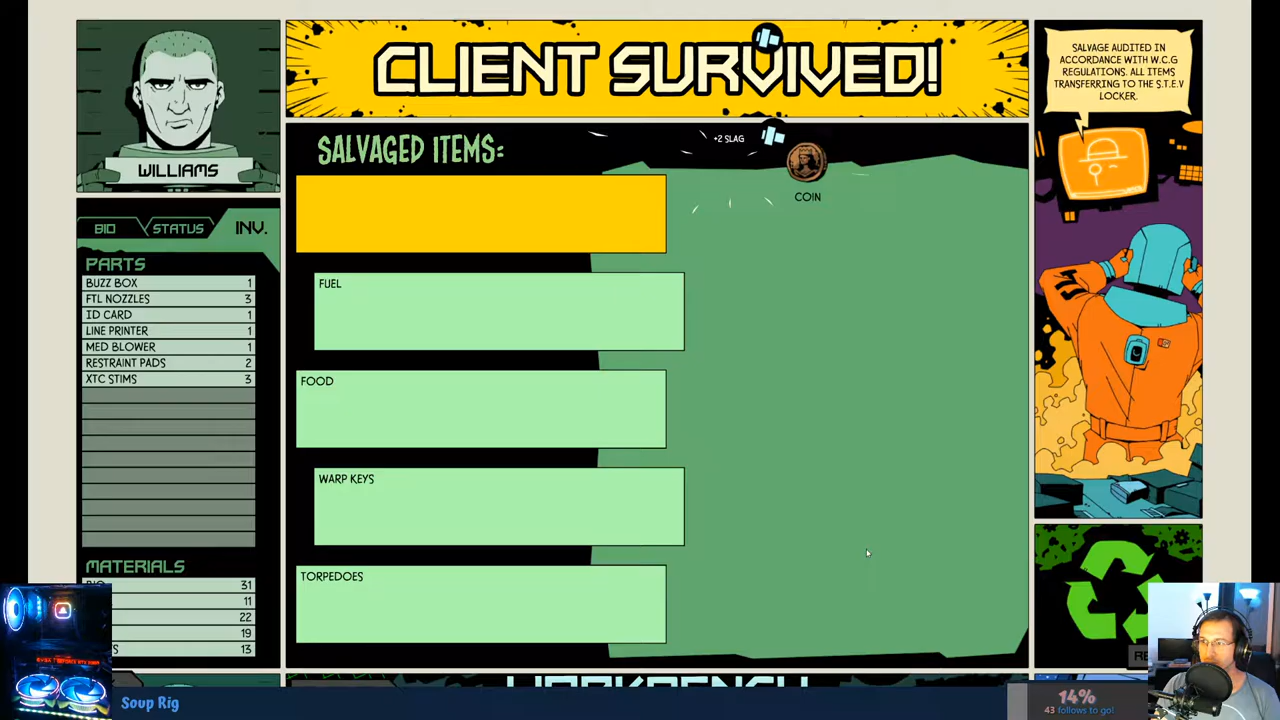 CLIENT SURVIVED!
WILLIAMS
BIO STATUS INV.
PARTS
BUZZ BOX 1
FTL NOZZLES 3
ID CARD 1
LINE PRINTER 1
MED BLOWER 1
RESTRAINT PADS 2
XTC STIMS 3
MATERIALS
31
11
22
19
13
SALVAGED ITEMS:
+2 SLAG
COIN
FUEL
FOOD
WARP KEYS
TORPEDOES
SALVAGE AUDITED IN
ACCORDANCE WITH W.C.G
REGULATIONS. ALL ITEMS
TRANSFERRING TO THE S.T.E.V
LOCKER.
WORKBENCH
Soup Rig
14%
43 follows to go!